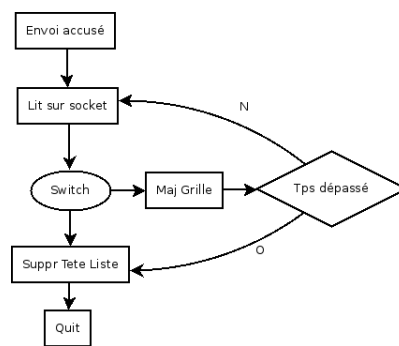 Envoi accusé
N
Lit sur socket
Switch
Maj Grille
Tps dépassé
O
Suppr Tete Liste
Quit